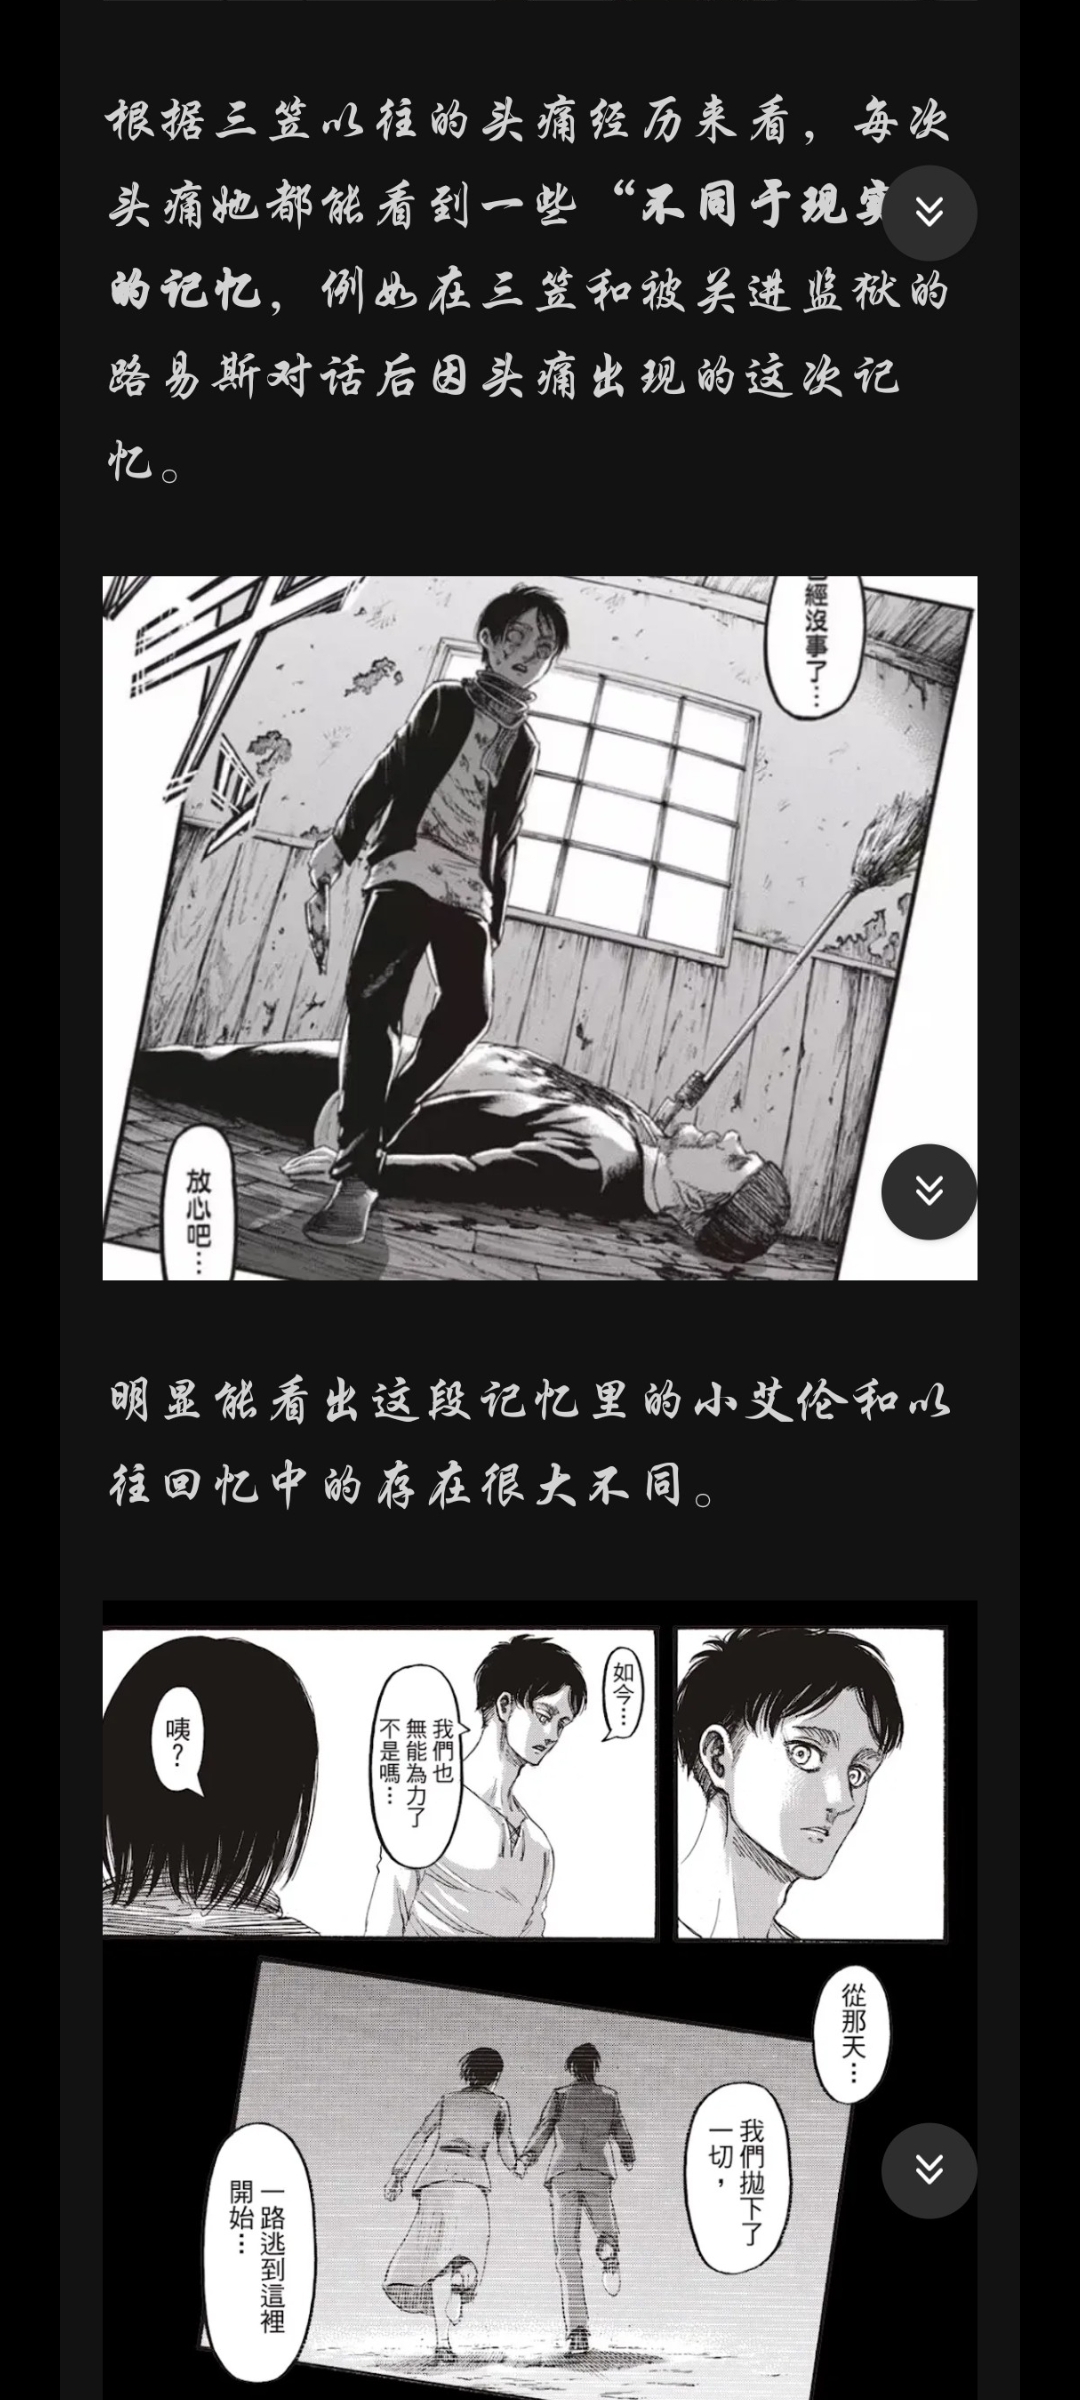 根据三笠以往的头痛经历来看，每次
头痛她都能看到一些“不同于现实
的记忆，例如在三笠和被关进监狱的
路易斯对话后因头痛出现的这次记
忆。
經沒事了…
放心吧…
明显能看出这段记忆里的小艾伦和以
往回忆中的存在很大不同。
如今…
我們也
無能為力了
不是嗎…
咦?
從那天…
我們拋下了
一切，
一路逃到這裡
開始…